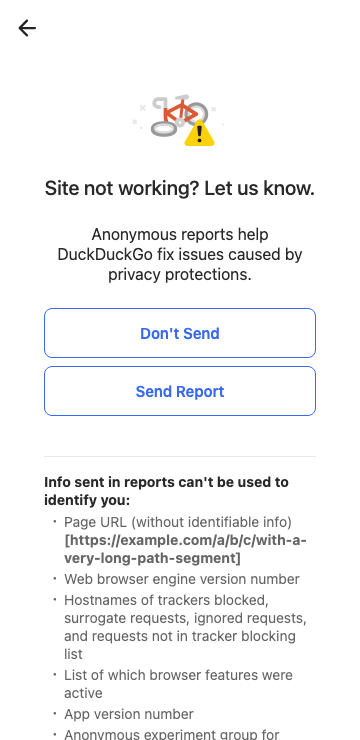 Site not working? Let us know.
Anonymous reports help
DuckDuckGo fix issues caused by
privacy protections.
Don't Send
Send Report
Info sent in reports can't be used to
identify you:
· Page URL (without identifiable info)
[https://example.com/a/b/c/with-a-
very-long-path-segment]
· Web browser engine version number
· Hostnames of trackers blocked,
surrogate requests, ignored requests,
and requests not in tracker blocking
list
· List of which browser features were
active
· App version number
· Anonymous experiment group for